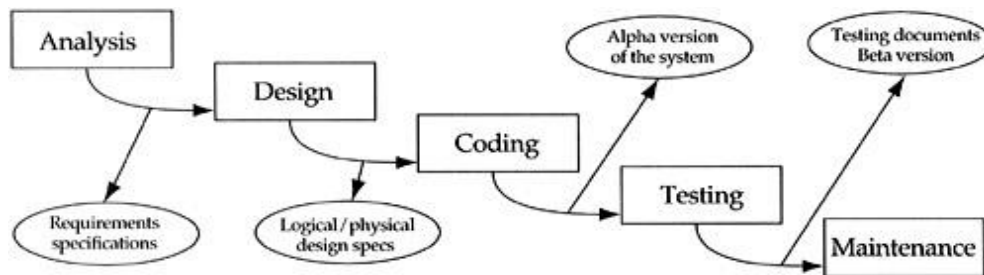 Analysis
Alpha version
of the system
Testing documents
Beta version
Design
Coding
Requirements
specifications
Logical/physical
design specs
Testing
Maintenance